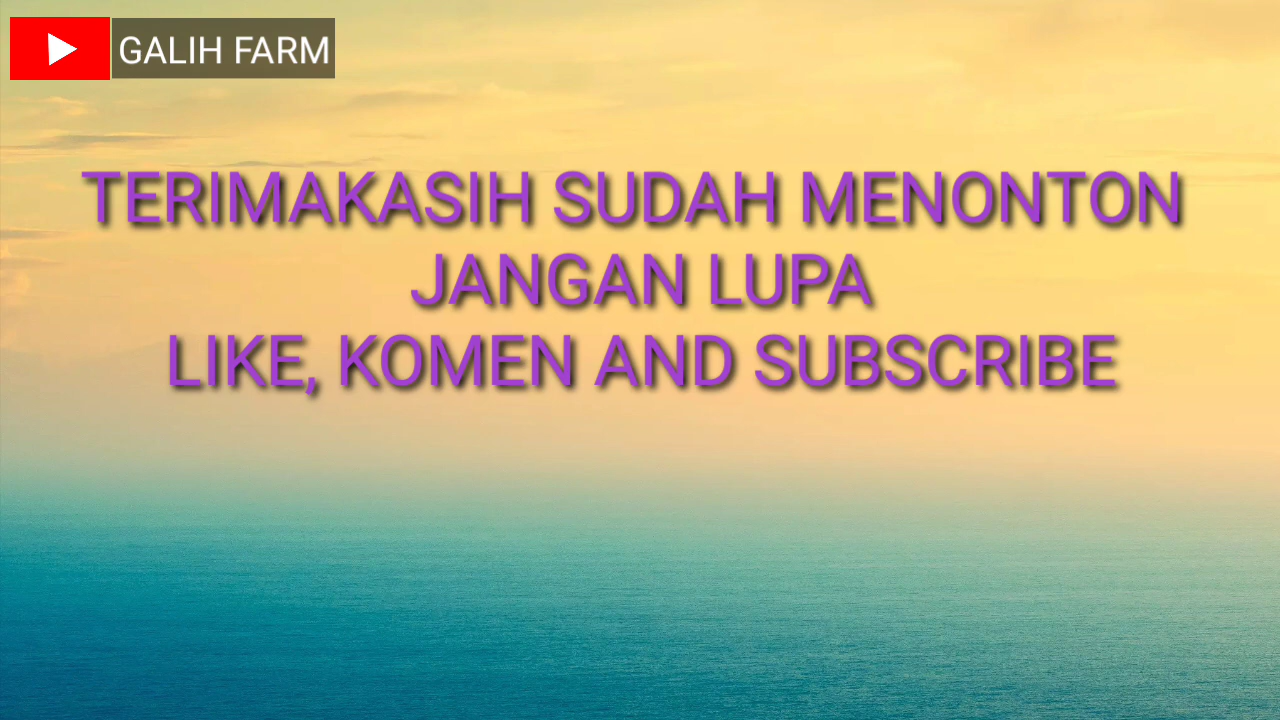 GALIH FARM
TERIMAKASIH SUDAH MENONTON
JANGAN LUPA
LIKE, KOMEN AND SUBSCRIBE